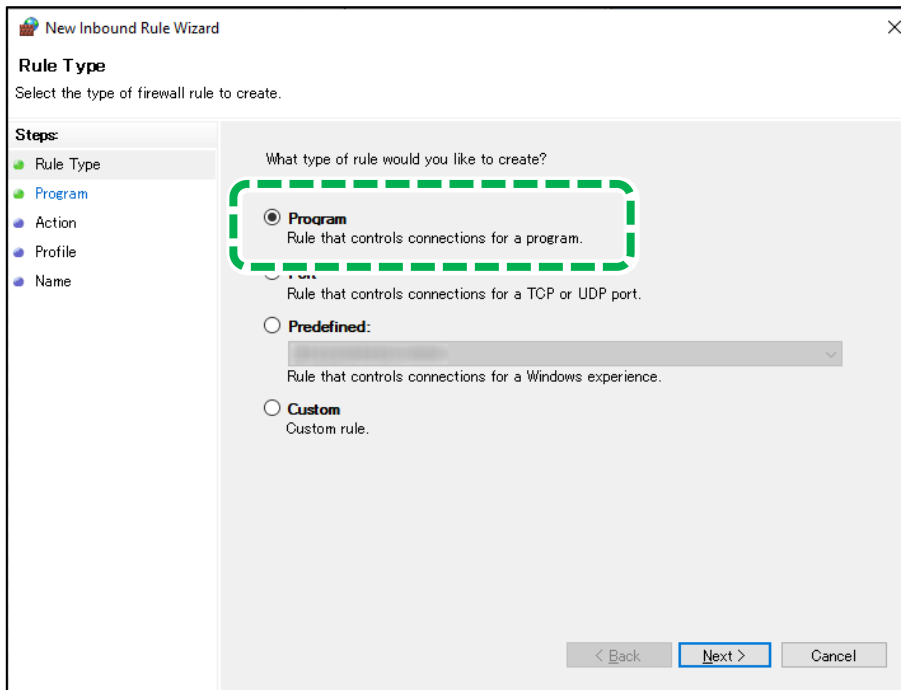 New Inbound Rule Wizard
Rule Type
Select the type of firewall rule to create.
Steps:
Rule Type
Program
Action
Profile
Name
What type of rule would you like to create?
Program
Rule that controls connections for a program.
Rule that controls connections for a TCP or UDP port.
Predefined:
Rule that controls connections for a Windows experience.
Custom
Custom rule.
< Back
Next >
Cancel